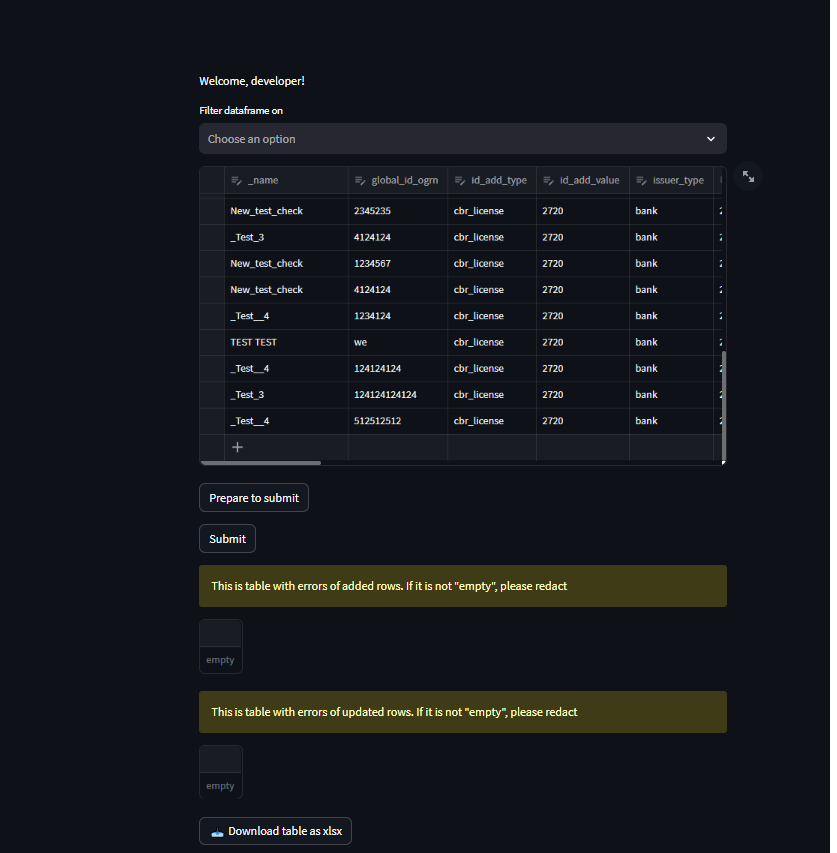 Welcome, developer!
Filter dataframe on
Choose an option
_name global_id_ogrn id_add_type id_add_value issuer_type
New_test_check 2345235 cbr_license 2720 bank
_Test_3 4124124 cbr_license 2720 bank
New_test_check 1234567 cbr_license 2720 bank
New_test_check 4124124 cbr_license 2720 bank
_Test__4 1234124 cbr_license 2720 bank
TEST TEST we cbr_license 2720 bank
_Test__4 124124124 cbr_license 2720 bank
_Test_3 124124124124 cbr_license 2720 bank
_Test__4 512512512 cbr_license 2720 bank
Prepare to submit
Submit
This is table with errors of added rows. If it is not "empty", please redact
empty
This is table with errors of updated rows. If it is not "empty", please redact
empty
Download table as xlsx